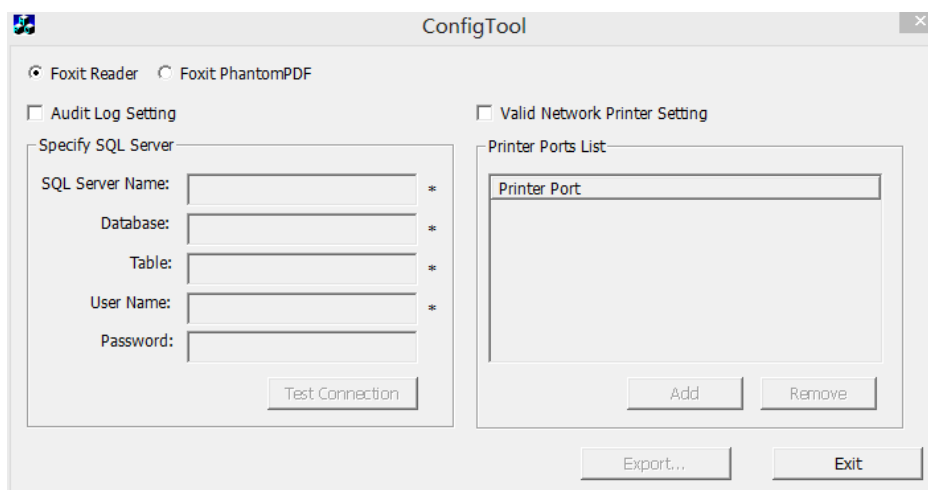 ConfigTool
Foxit Reader Foxit PhantomPDF
Audit Log Setting
Valid Network Printer Setting
Specify SQL Server
SQL Server Name: *
Database: *
Table: *
User Name: *
Password:
Test Connection
Printer Ports List
Printer Port
Add Remove
Export... Exit